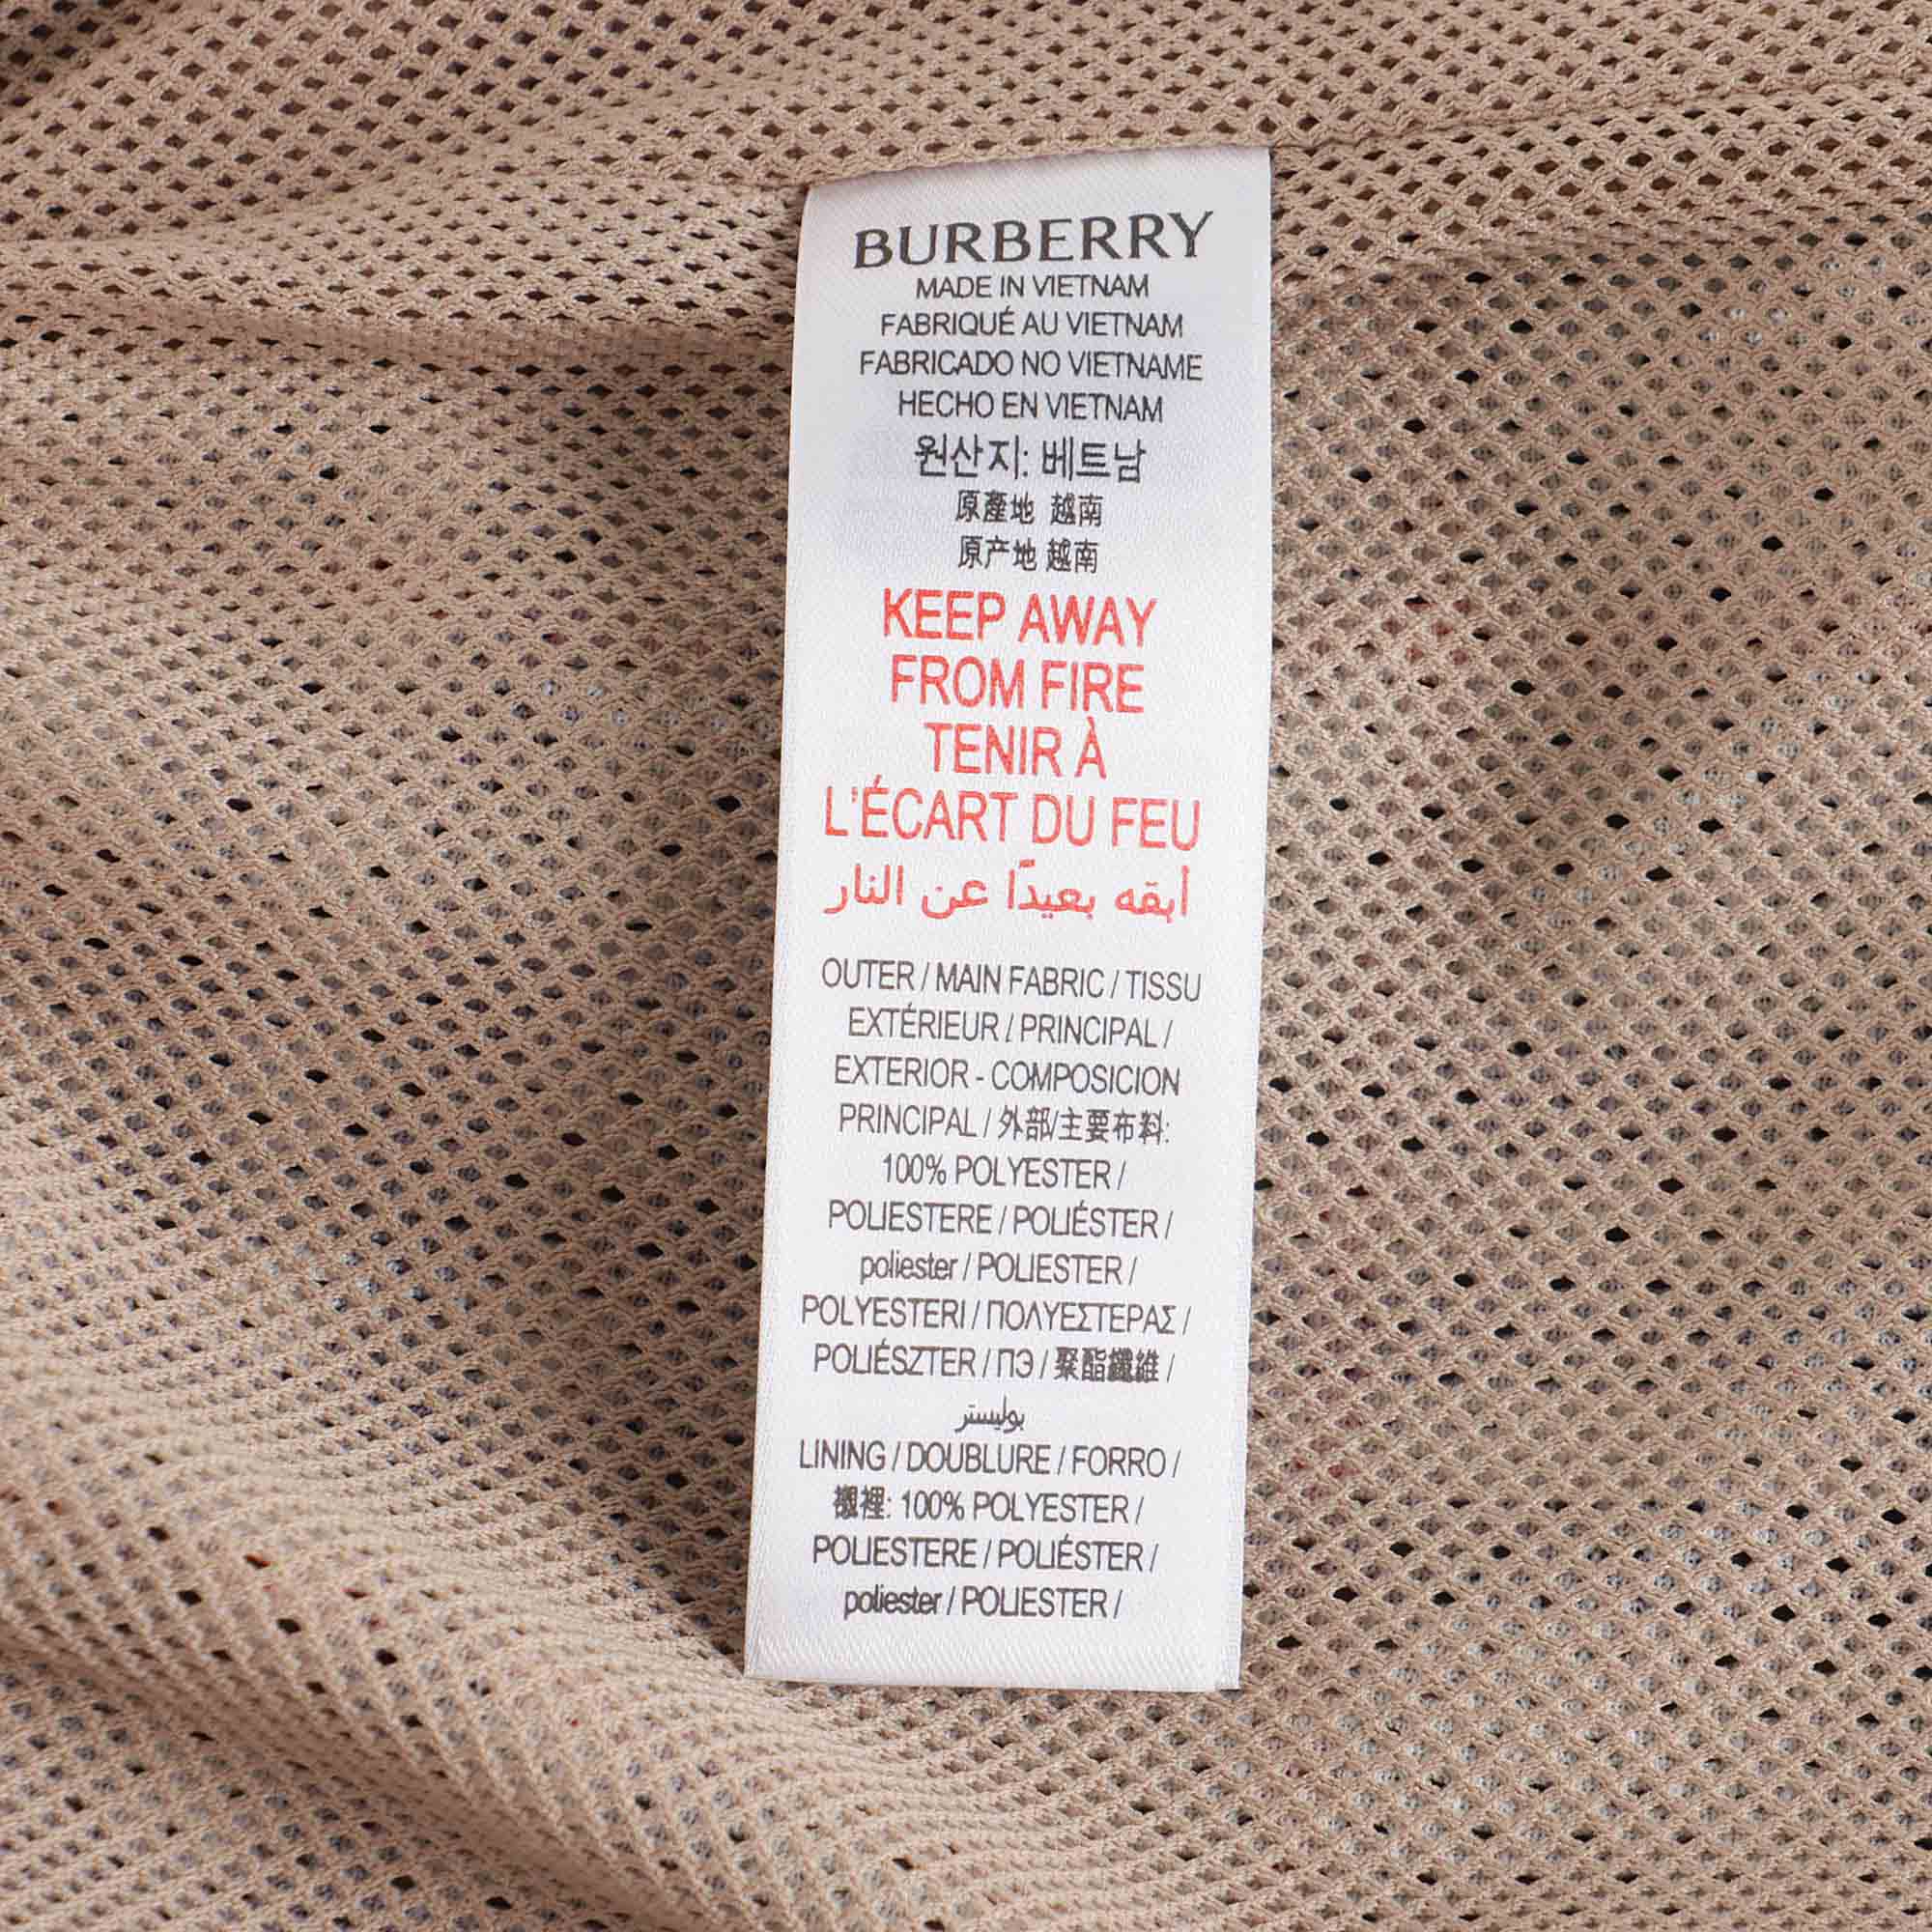 BURBERRY
MADE IN VIETNAM
FABRIQUÉ AU VIETNAM
FABRICADO NO VIETNAME
HECHO EN VIETNAM
원산지: 베트남
原產地 越南
原产地 越南
KEEP AWAY
FROM FIRE
TENIR À
L'ÉCART DU FEU
أبقه بعيدًا عن النار
OUTER / MAIN FABRIC / TISSU
EXTÉRIEUR / PRINCIPAL /
EXTERIOR - COMPOSICION
PRINCIPAL / 外部/主要布料:
100% POLYESTER /
POLIESTERE / POLIÉSTER /
poliester / POLIESTER /
POLYESTERI / ΠΟΛΥΕΣΤΕΡΑΣ /
POLIÉSZTER / ПЭ / 聚酯纖維 /
بوليستر
LINING / DOUBLURE / FORRO /
襯裡: 100% POLYESTER /
POLIESTERE / POLIÉSTER /
poliester / POLIESTER /